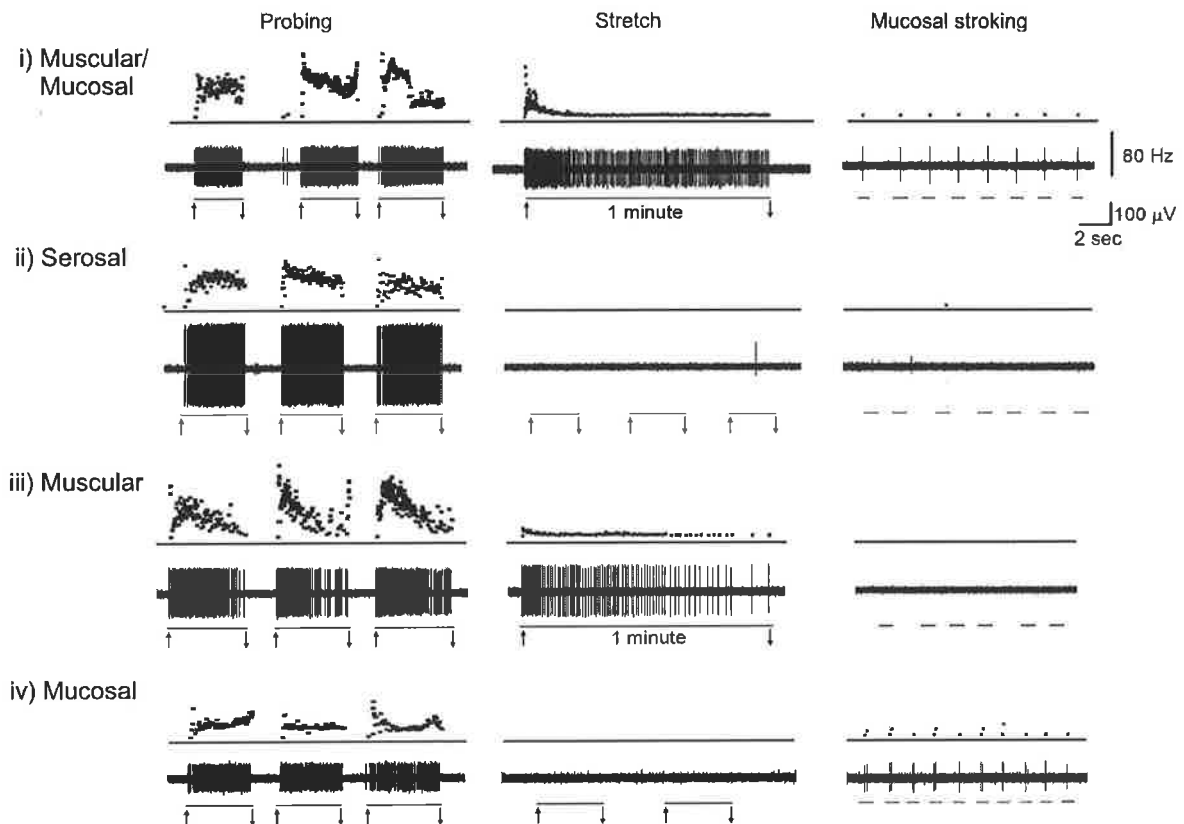 Probing
Stretch
Mucosal stroking
i) Muscular/
Mucosal
80 Hz
1 minute
100 µV
2 sec
ii) Serosal
iii) Muscular
1 minute
iv) Mucosal